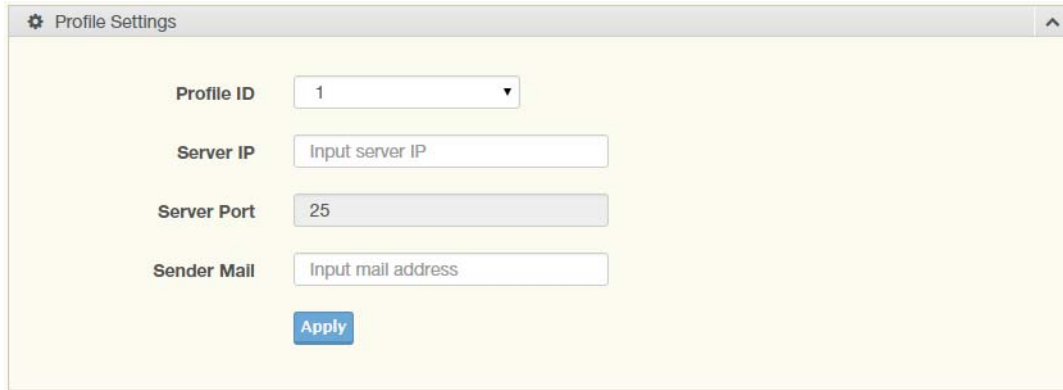 Profile Settings
Profile ID 1
Server IP Input server IP
Server Port 25
Sender Mail Input mail address
Apply